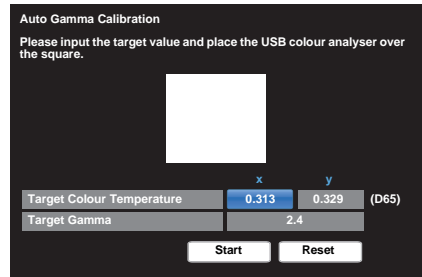 Auto Gamma Calibration
Please input the target value and place the USB colour analyser over
the square.
x y
Target Colour Temperature 0.313 0.329 (D65)
Target Gamma 2.4
Start Reset